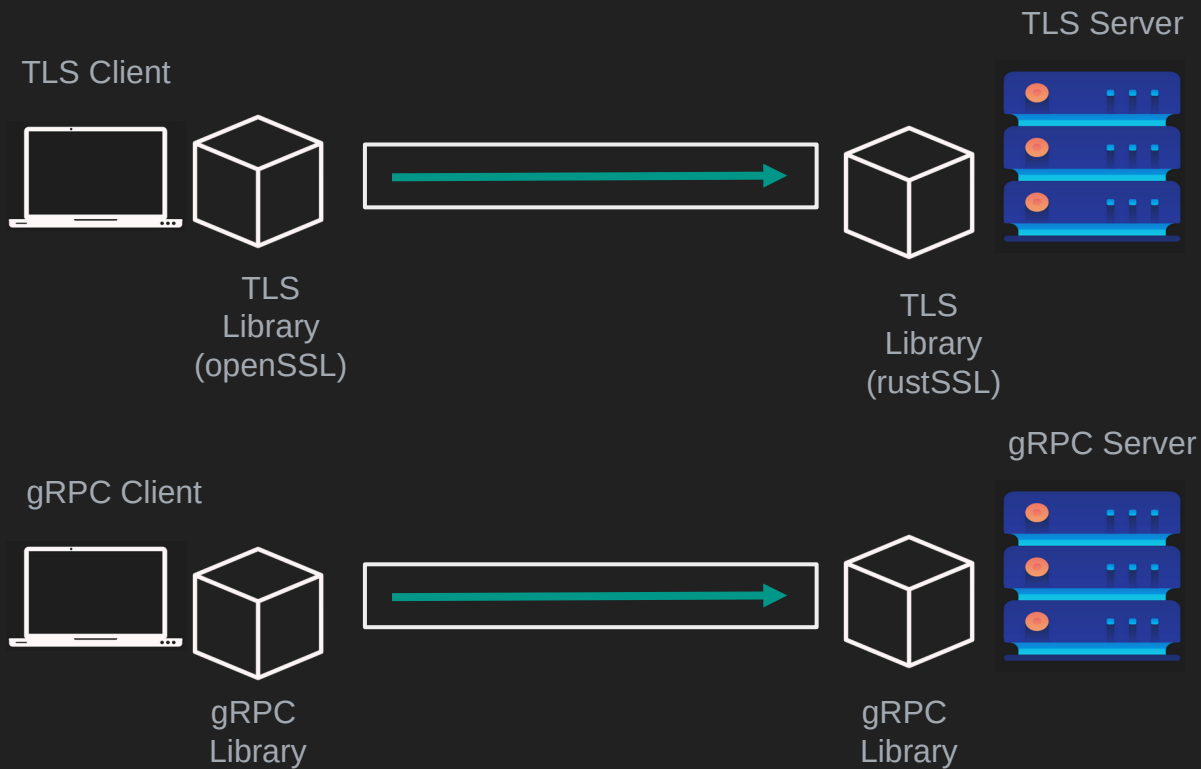 TLS Server
TLS Client
TLS
Library
(openSSL)
TLS
Library
(rustSSL)
gRPC Server
gRPC Client
gRPC
Library
gRPC
Library